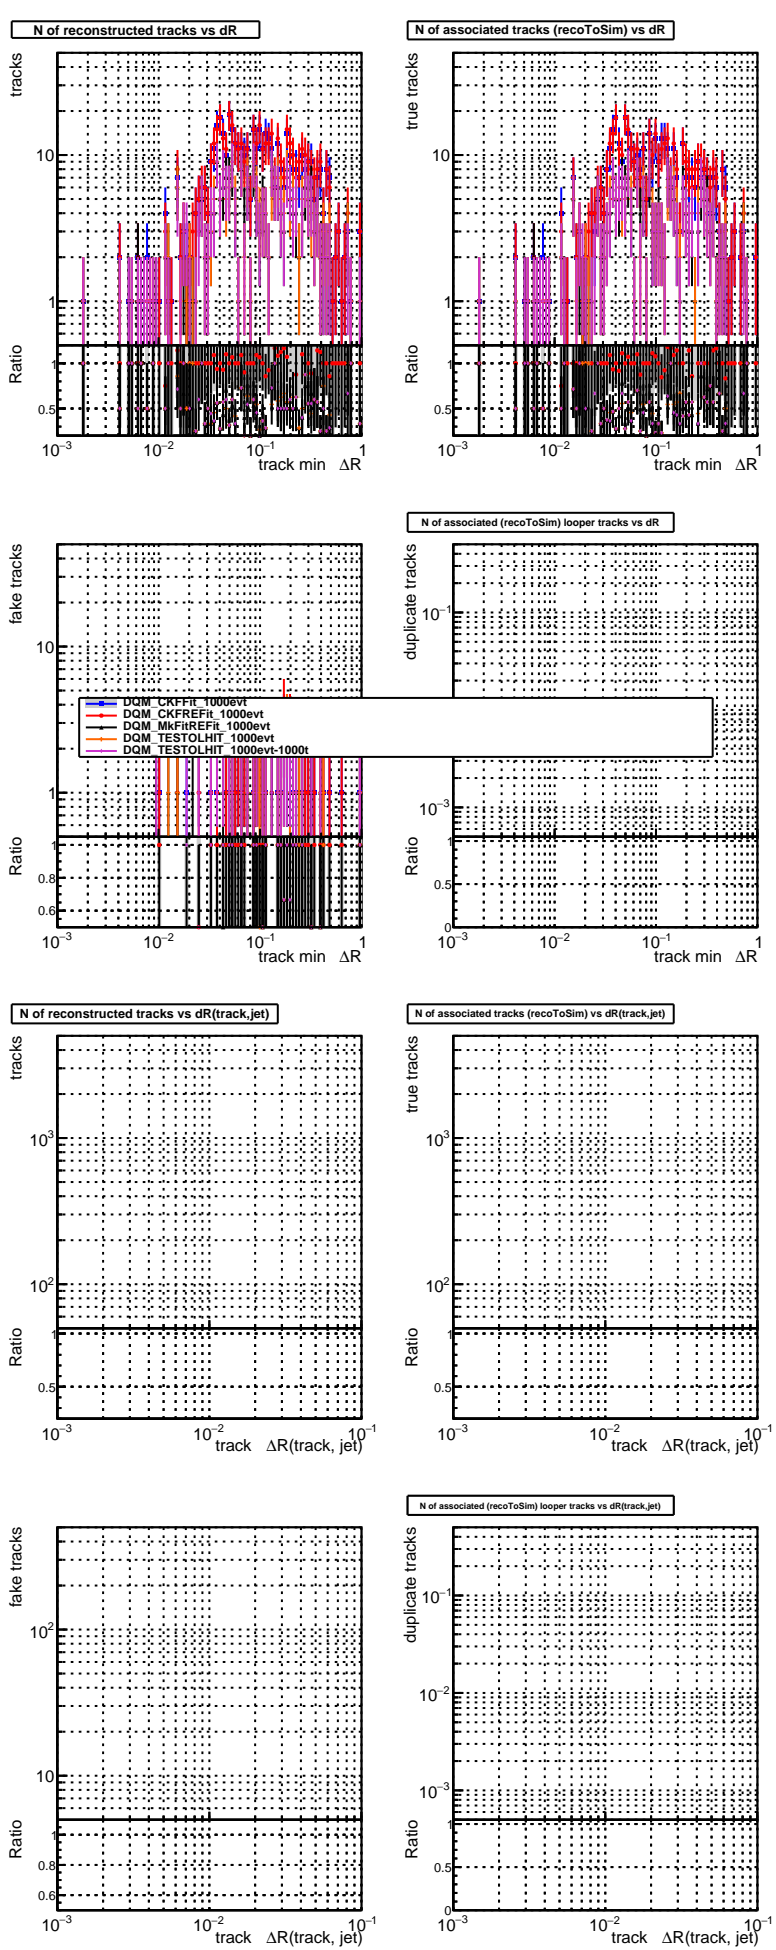 N of reconstructed tracks vs dR
tracks
10
1
Ratio
1
0.5
10−3 10−2 10−1 1
track min ΔR
N of associated tracks (recoToSim) vs dR
true tracks
10
1
Ratio
1
0.5
10−3 10−2 10−1 1
track min ΔR
fake tracks
10
1
Ratio
1
0.8
0.6
10−3 10−2 10−1 1
track min ΔR
N of associated (recoToSim) looper tracks vs dR
duplicate tracks
10−1
10−3
Ratio
1
0.5
0
10−3 10−2 10−1 1
track min ΔR
DQM_CKFFit_1000evt
DQM_CKFREFit_1000evt
DQM_MkFitREFit_1000evt
DQM_TESTOLHIT_1000evt
DQM_TESTOLHIT_1000evt-1000t
N of reconstructed tracks vs dR(track,jet)
tracks
103
102
Ratio
1
0.5
10−3 10−2 10−1
track ΔR(track, jet)
N of associated tracks (recoToSim) vs dR(track,jet)
true tracks
103
102
Ratio
1
0.5
10−3 10−2 10−1
track ΔR(track, jet)
fake tracks
102
10
Ratio
1
0.8
0.6
10−3 10−2 10−1
track ΔR(track, jet)
N of associated (recoToSim) looper tracks vs dR(track,jet)
duplicate tracks
10−1
10−2
10−3
Ratio
1
0.5
0
10−3 10−2 10−1
track ΔR(track, jet)